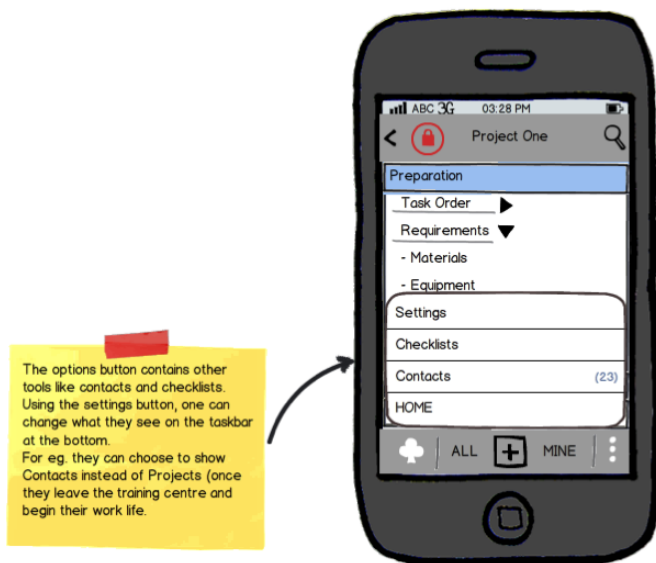 ABC 3G 03:28 PM
Project One
Preparation
Task Order
Requirements
- Materials
- Equipment
Settings
Checklists
Contacts (23)
HOME
ALL + MINE
The options button contains other
tools like contacts and checklists.
Using the settings button, one can
change what they see on the taskbar
at the bottom.
For eg. they can choose to show
Contacts instead of Projects (once
they leave the training centre and
begin their work life.